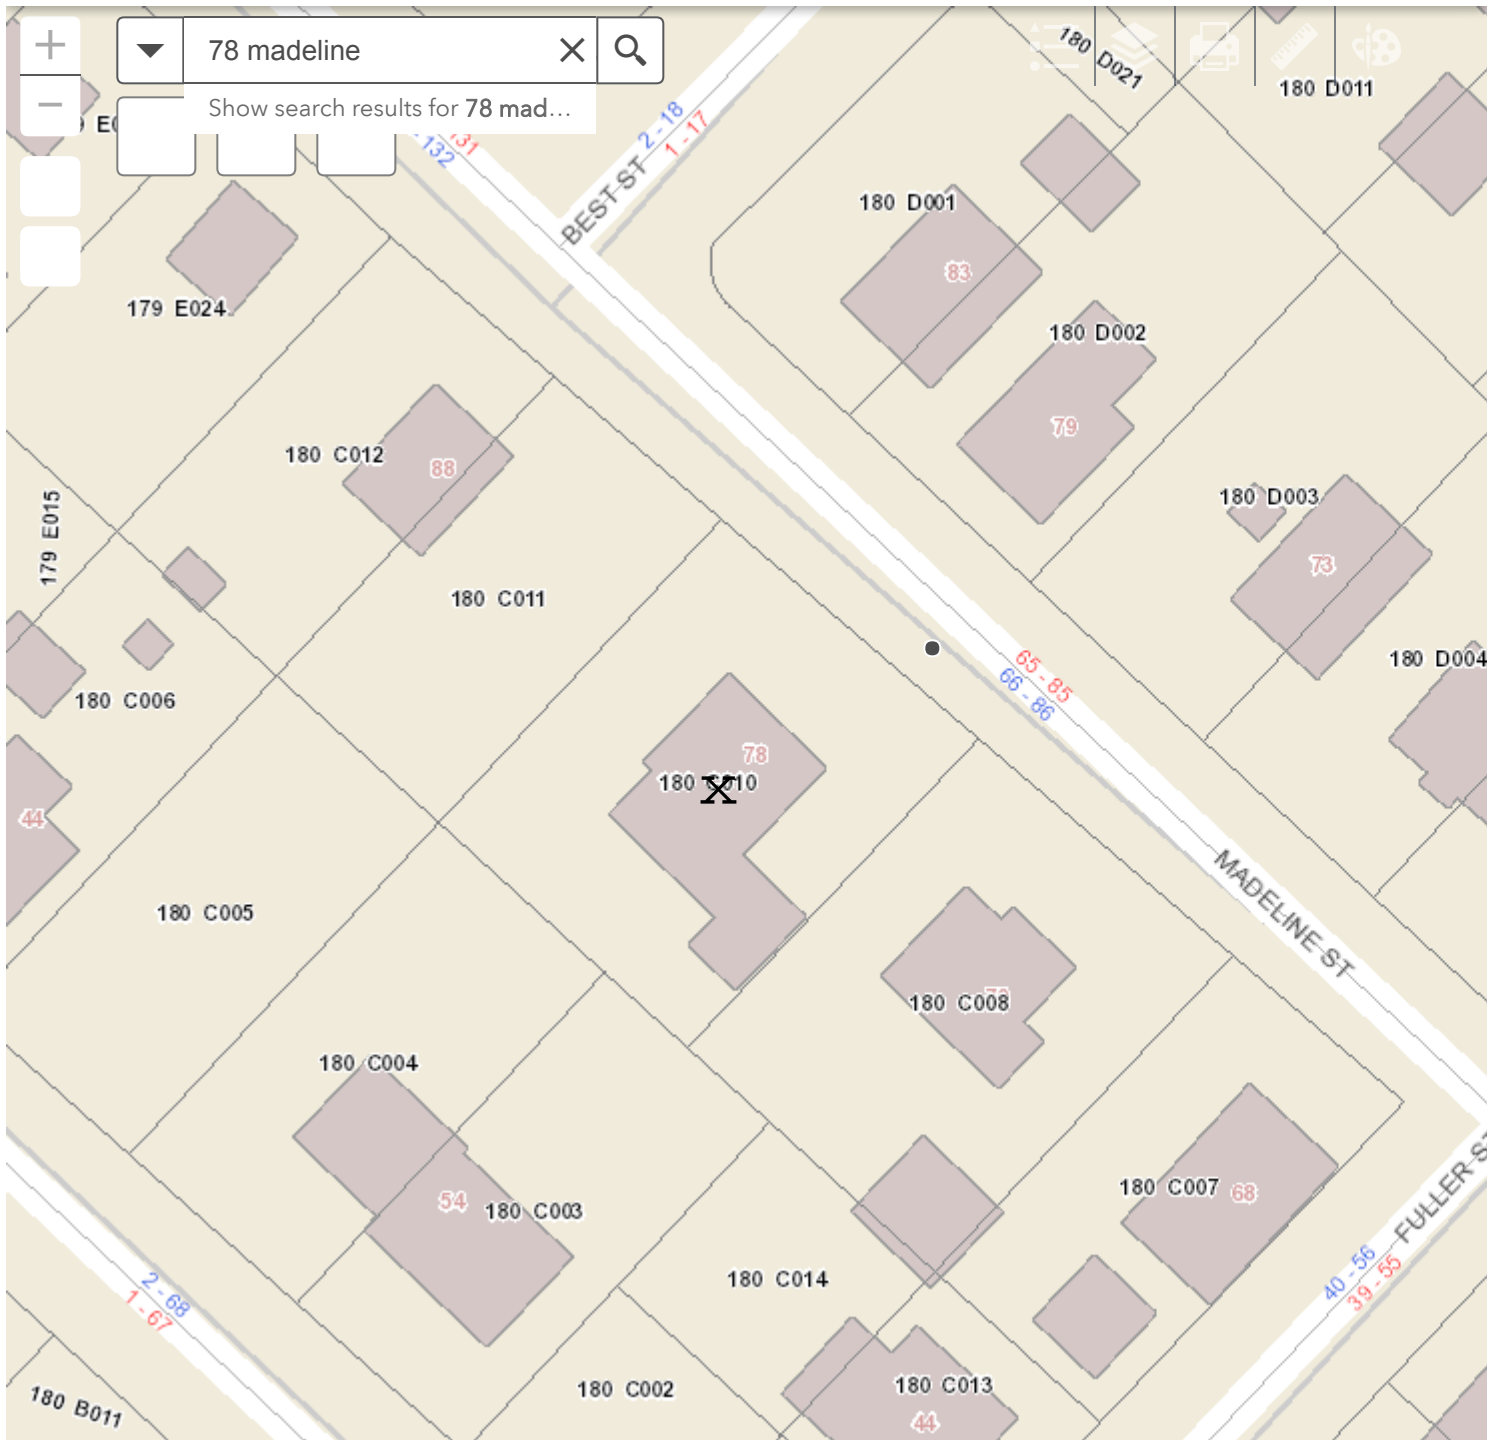 +
78 madeline
Show search results for 78 mad...
−
180 D021
180 D011
131
132
2 - 18
1 - 17
BEST ST
180 D001
83
179 E024
180 D002
79
180 C012
88
179 E015
180 D003
73
180 C011
65 - 85
66 - 86
180 D004
180 C006
78
180 C010
X
44
MADELINE ST
180 C005
180 C008
180 C004
54
180 C003
180 C007
68
FULLER ST
180 C014
40 - 56
39 - 55
2 - 68
1 - 67
180 C002
180 C013
44
180 B011